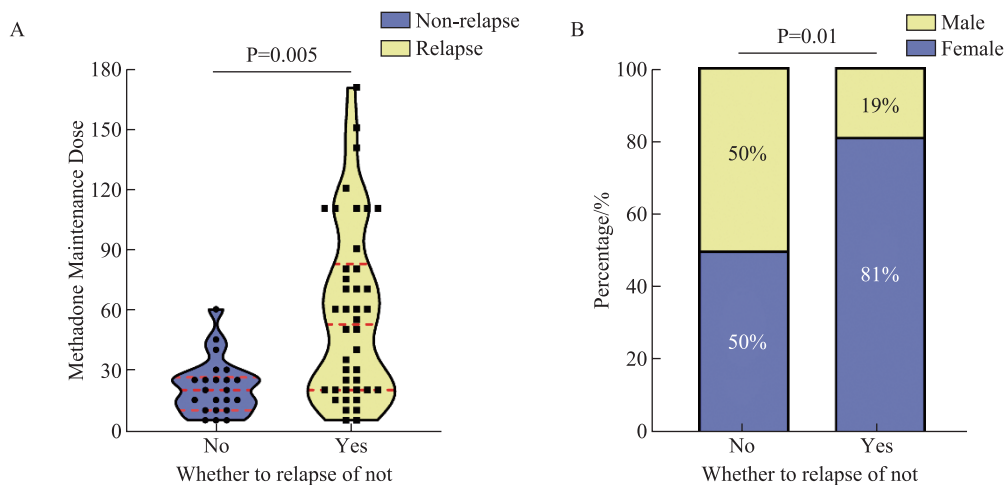 A
Non-relapse
Relapse
P=0.005
180
150
120
90
60
30
0
Methadone Maintenance Dose
No
Yes
Whether to relapse of not
B
Male
Female
P=0.01
100
80
60
40
20
0
Percentage/%
50%
50%
19%
81%
No
Yes
Whether to relapse of not